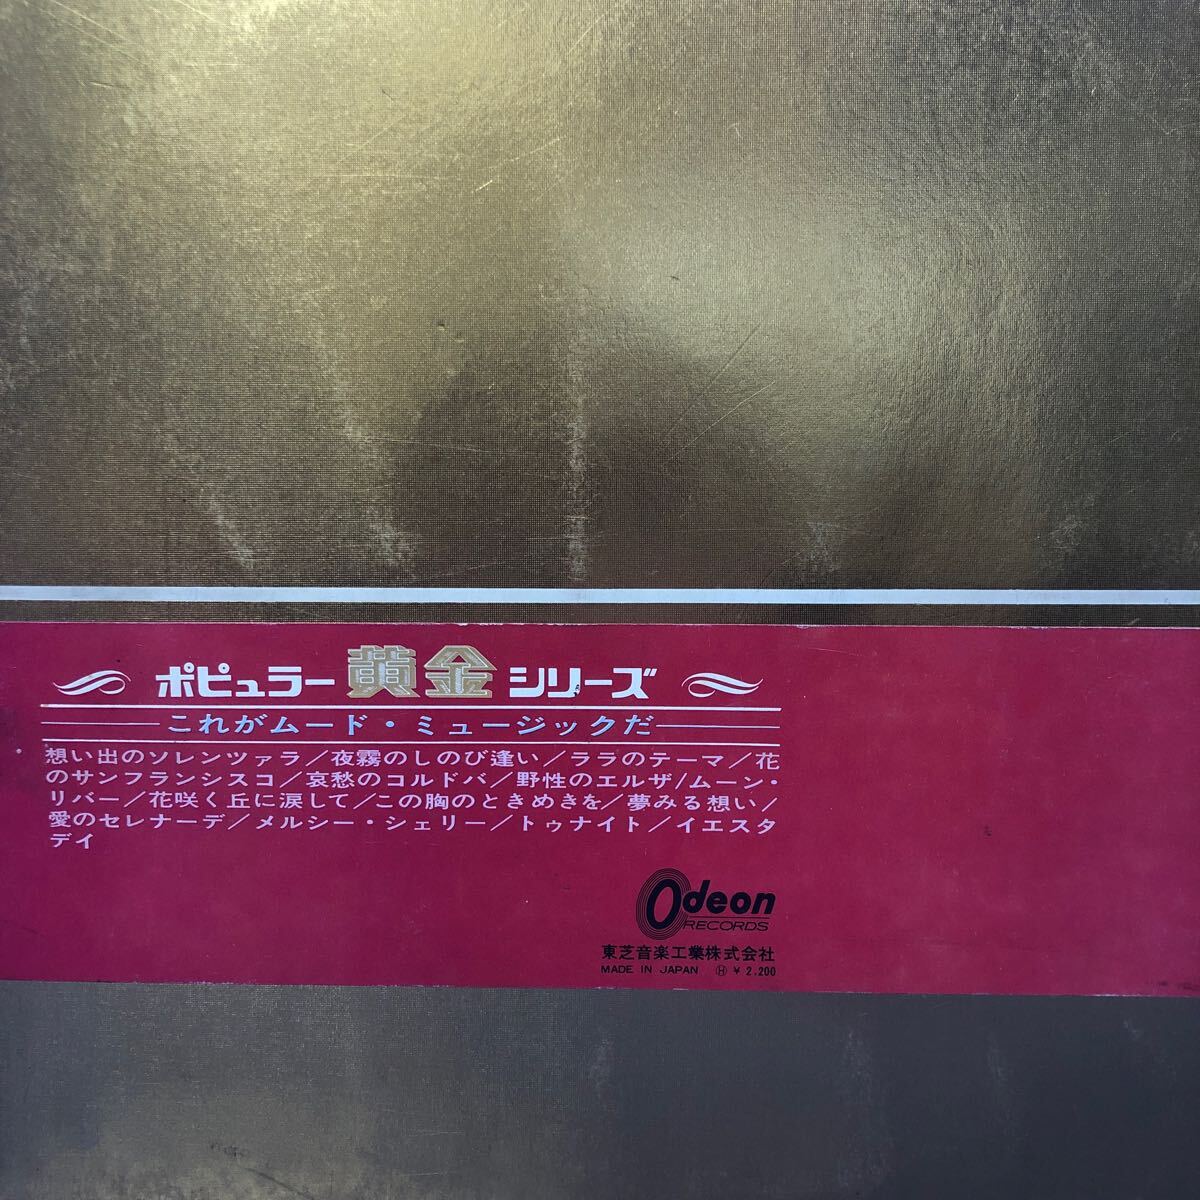 ポピュラー黄金シリーズ
これがムード・ミュージックだ
想い出のソレンツァラ/夜霧のしのび逢い/ララのテーマ/花
のサンフランシスコ/哀愁のコルドバ/野性のエルザ/ムーン・
リバー/花咲く丘に涙して/この胸のときめきを/夢みる想い/
愛のセレナーデ/メルシー・シェリー/トゥナイト/イエスタ
デイ
Odeon
RECORDS
東芝音楽工業株式会社
MADE IN JAPAN Ⓗ ¥2,200